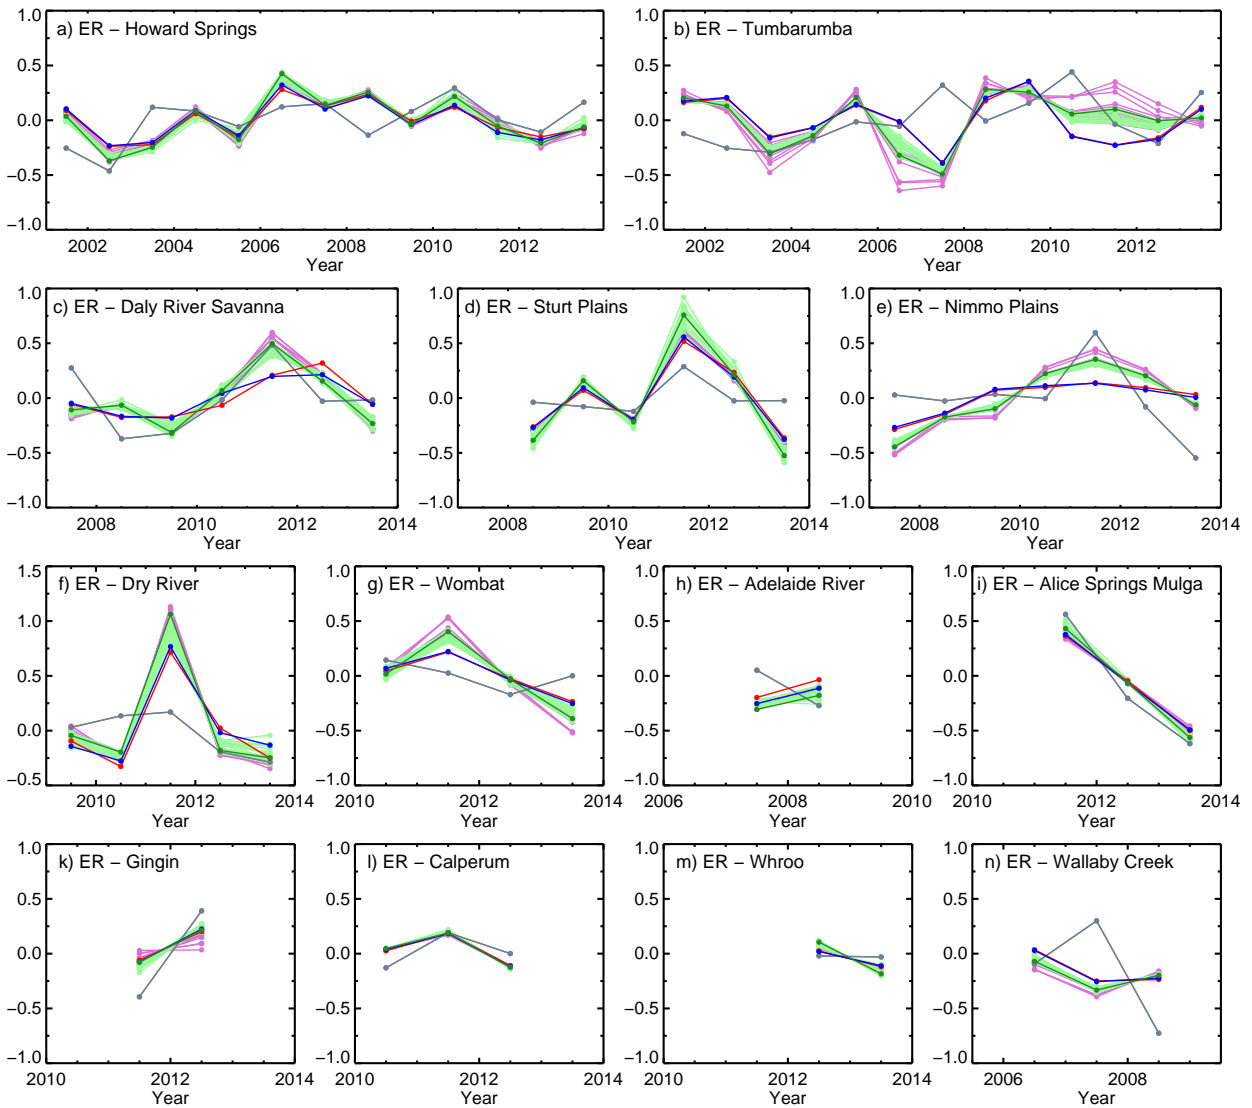 a) ER − Howard Springs
1.0
0.5
0.0
−0.5
−1.0
2002 2004 2006 2008 2010 2012
Year
b) ER − Tumbarumba
1.0
0.5
0.0
−0.5
−1.0
2002 2004 2006 2008 2010 2012
Year
c) ER − Daly River Savanna
1.0
0.5
0.0
−0.5
−1.0
2008 2010 2012 2014
Year
d) ER − Sturt Plains
1.0
0.5
0.0
−0.5
−1.0
2008 2010 2012 2014
Year
e) ER − Nimmo Plains
1.0
0.5
0.0
−0.5
−1.0
2008 2010 2012 2014
Year
f) ER − Dry River
1.5
1.0
0.5
0.0
−0.5
2010 2012 2014
Year
g) ER − Wombat
1.0
0.5
0.0
−0.5
−1.0
2010 2012 2014
Year
h) ER − Adelaide River
1.0
0.5
0.0
−0.5
−1.0
2006 2008 2010
Year
i) ER − Alice Springs Mulga
1.0
0.5
0.0
−0.5
−1.0
2010 2012 2014
Year
k) ER − Gingin
1.0
0.5
0.0
−0.5
−1.0
2010 2012 2014
Year
l) ER − Calperum
1.0
0.5
0.0
−0.5
−1.0
2010 2012 2014
Year
m) ER − Whroo
1.0
0.5
0.0
−0.5
−1.0
2010 2012 2014
Year
n) ER − Wallaby Creek
1.0
0.5
0.0
−0.5
−1.0
2006 2008
Year